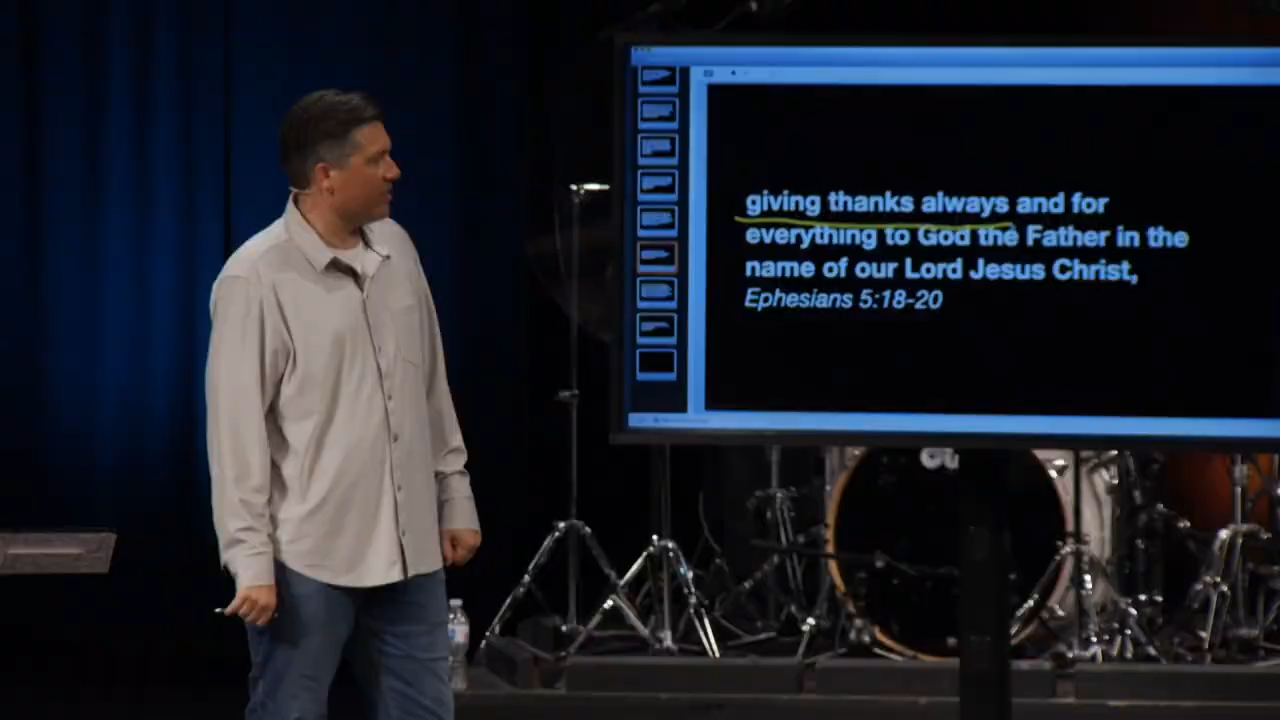 giving thanks always and for
everything to God the Father in the
name of our Lord Jesus Christ,
Ephesians 5:18-20